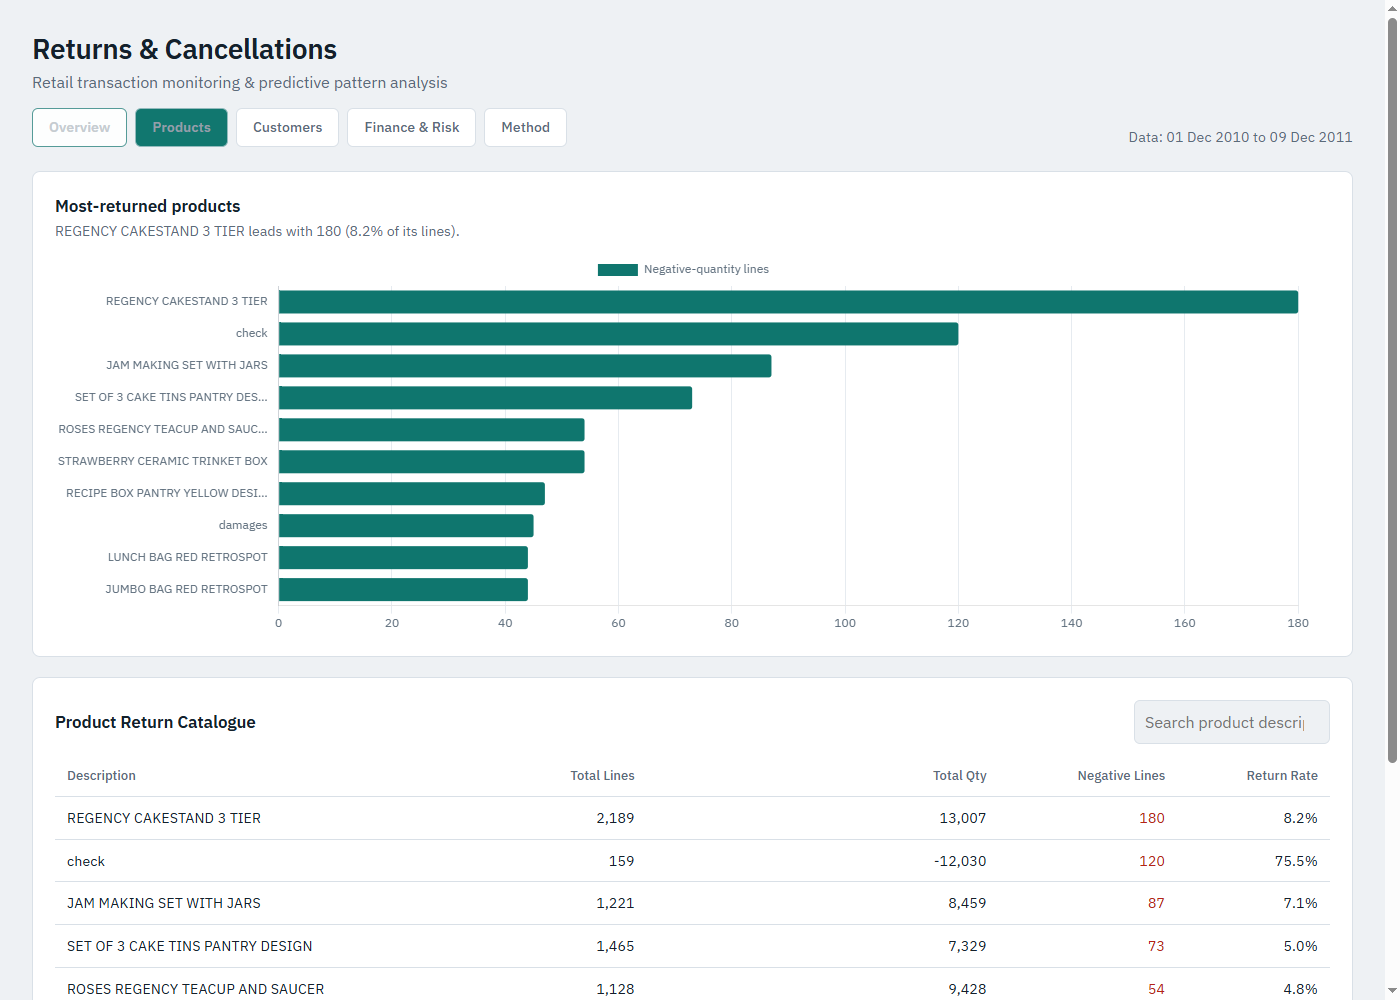 Returns & Cancellations
Retail transaction monitoring & predictive pattern analysis
Overview Products Customers Finance & Risk Method
Data: 01 Dec 2010 to 09 Dec 2011
Most-returned products
REGENCY CAKESTAND 3 TIER leads with 180 (8.2% of its lines).
Negative-quantity lines
REGENCY CAKESTAND 3 TIER
check
JAM MAKING SET WITH JARS
SET OF 3 CAKE TINS PANTRY DES...
ROSES REGENCY TEACUP AND SAUC...
STRAWBERRY CERAMIC TRINKET BOX
RECIPE BOX PANTRY YELLOW DESI...
damages
LUNCH BAG RED RETROSPOT
JUMBO BAG RED RETROSPOT
0 20 40 60 80 100 120 140 160 180
Product Return Catalogue
Search product descrip
Description Total Lines Total Qty Negative Lines Return Rate
REGENCY CAKESTAND 3 TIER 2,189 13,007 180 8.2%
check 159 -12,030 120 75.5%
JAM MAKING SET WITH JARS 1,221 8,459 87 7.1%
SET OF 3 CAKE TINS PANTRY DESIGN 1,465 7,329 73 5.0%
ROSES REGENCY TEACUP AND SAUCER 1,128 9,428 54 4.8%